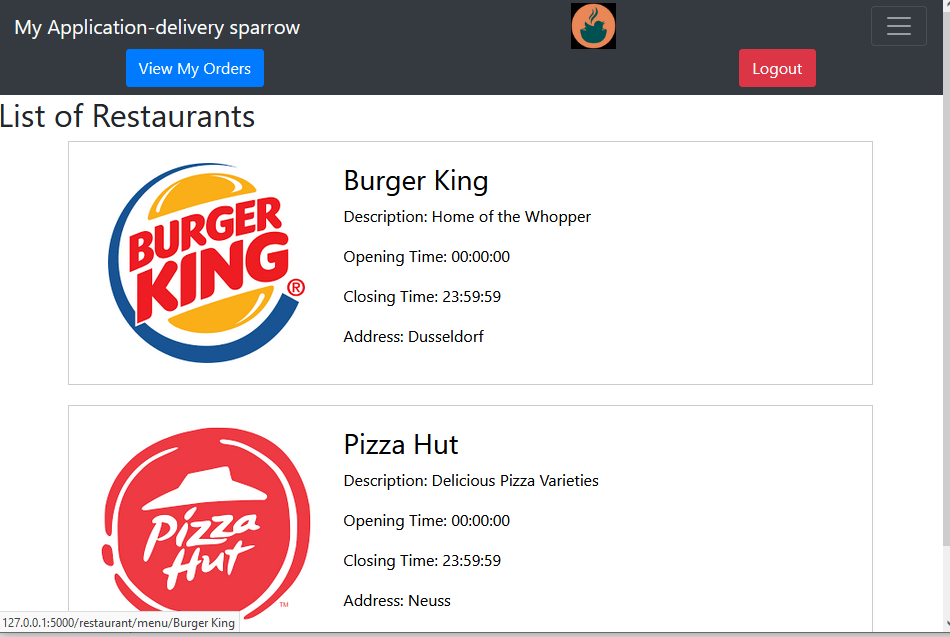 My Application-delivery sparrow
View My Orders
Logout
List of Restaurants
BURGER
KING
®
Burger King
Description: Home of the Whopper
Opening Time: 00:00:00
Closing Time: 23:59:59
Address: Dusseldorf
Pizza
Hut
TM
Pizza Hut
Description: Delicious Pizza Varieties
Opening Time: 00:00:00
Closing Time: 23:59:59
Address: Neuss
127.0.0.1:5000/restaurant/menu/Burger King